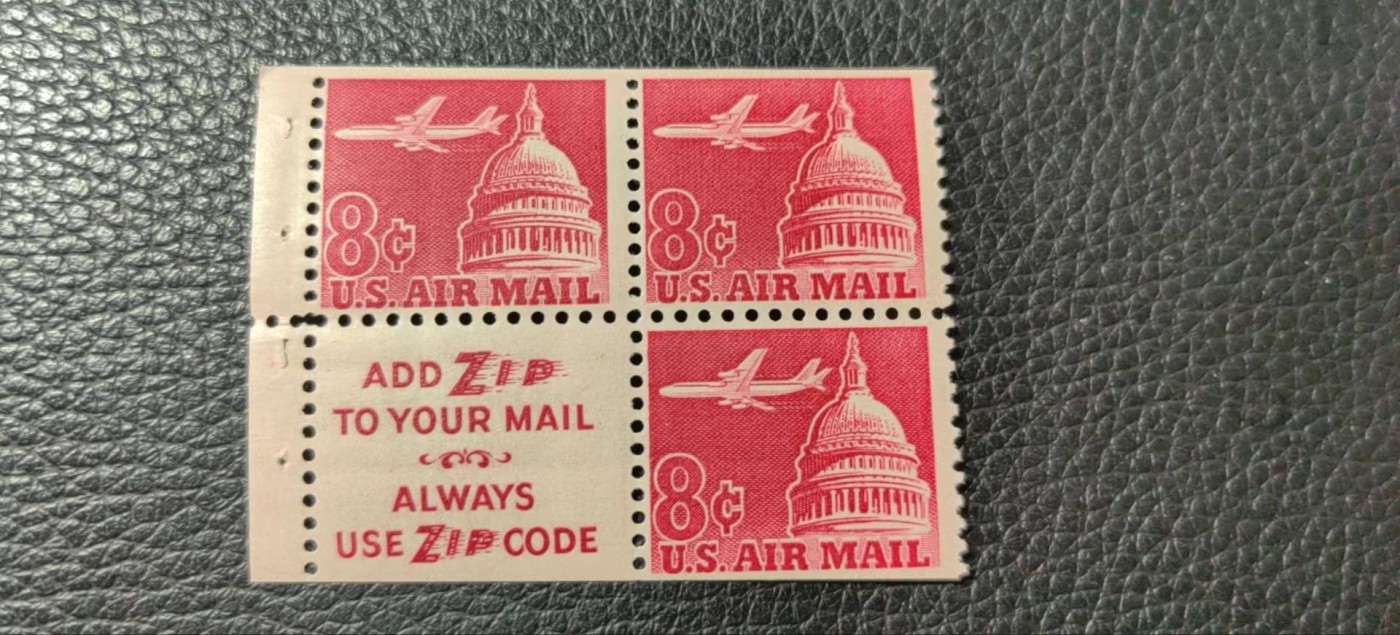 8¢
U.S. AIR MAIL
8¢
U.S. AIR MAIL
ADD ZIP
TO YOUR MAIL
ALWAYS
USE ZIP CODE
8¢
U.S. AIR MAIL